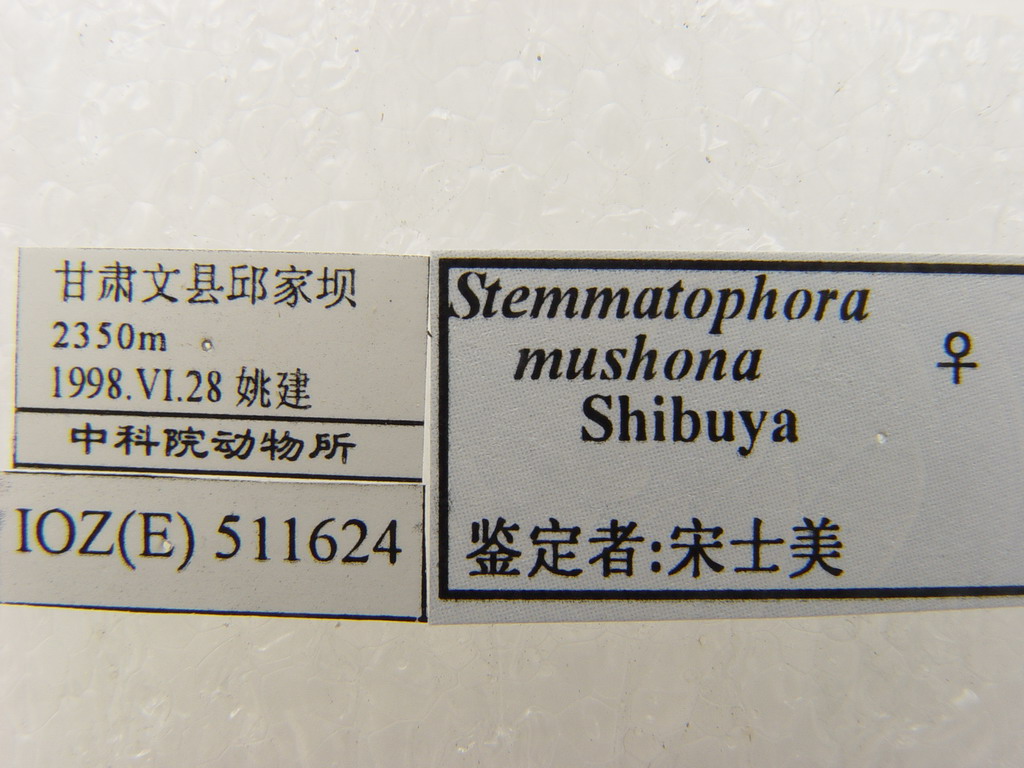 甘肃文县邱家坝
2350m
1998.VI.28 姚建
中科院动物所
IOZ(E) 511624
Stemmatophora
mushona ♀
Shibuya
鉴定者:宋士美